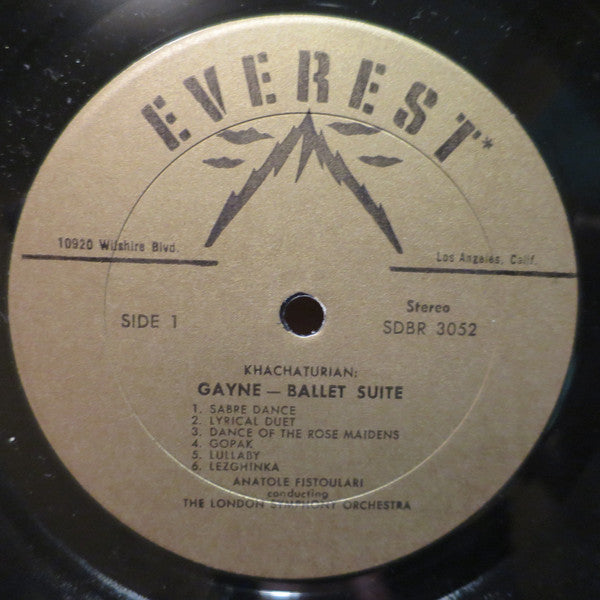 EVEREST*
10920 Wilshire Blvd.
Los Angeles, Calif.
SIDE 1
Stereo
SDBR 3052
KHACHATURIAN:
GAYNE — BALLET SUITE
1. SABRE DANCE
2. LYRICAL DUET
3. DANCE OF THE ROSE MAIDENS
4. GOPAK
5. LULLABY
6. LEZGHINKA
ANATOLE FISTOULARI
conducting
THE LONDON SYMPHONY ORCHESTRA